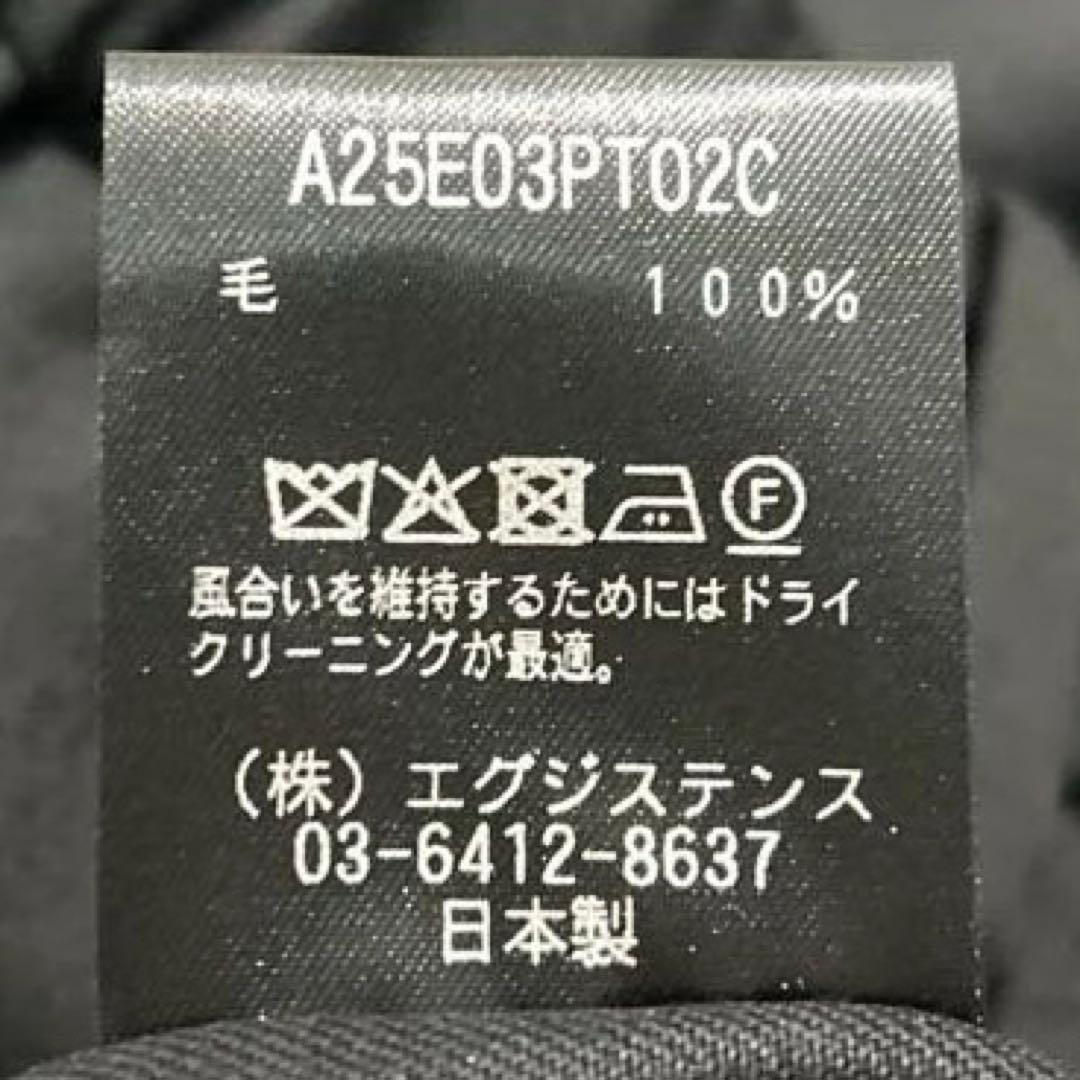 A25E03PT02C
毛 100%
F
風合いを維持するためにはドライ
クリーニングが最適。
（株）エグジステンス
03-6412-8637
日本製